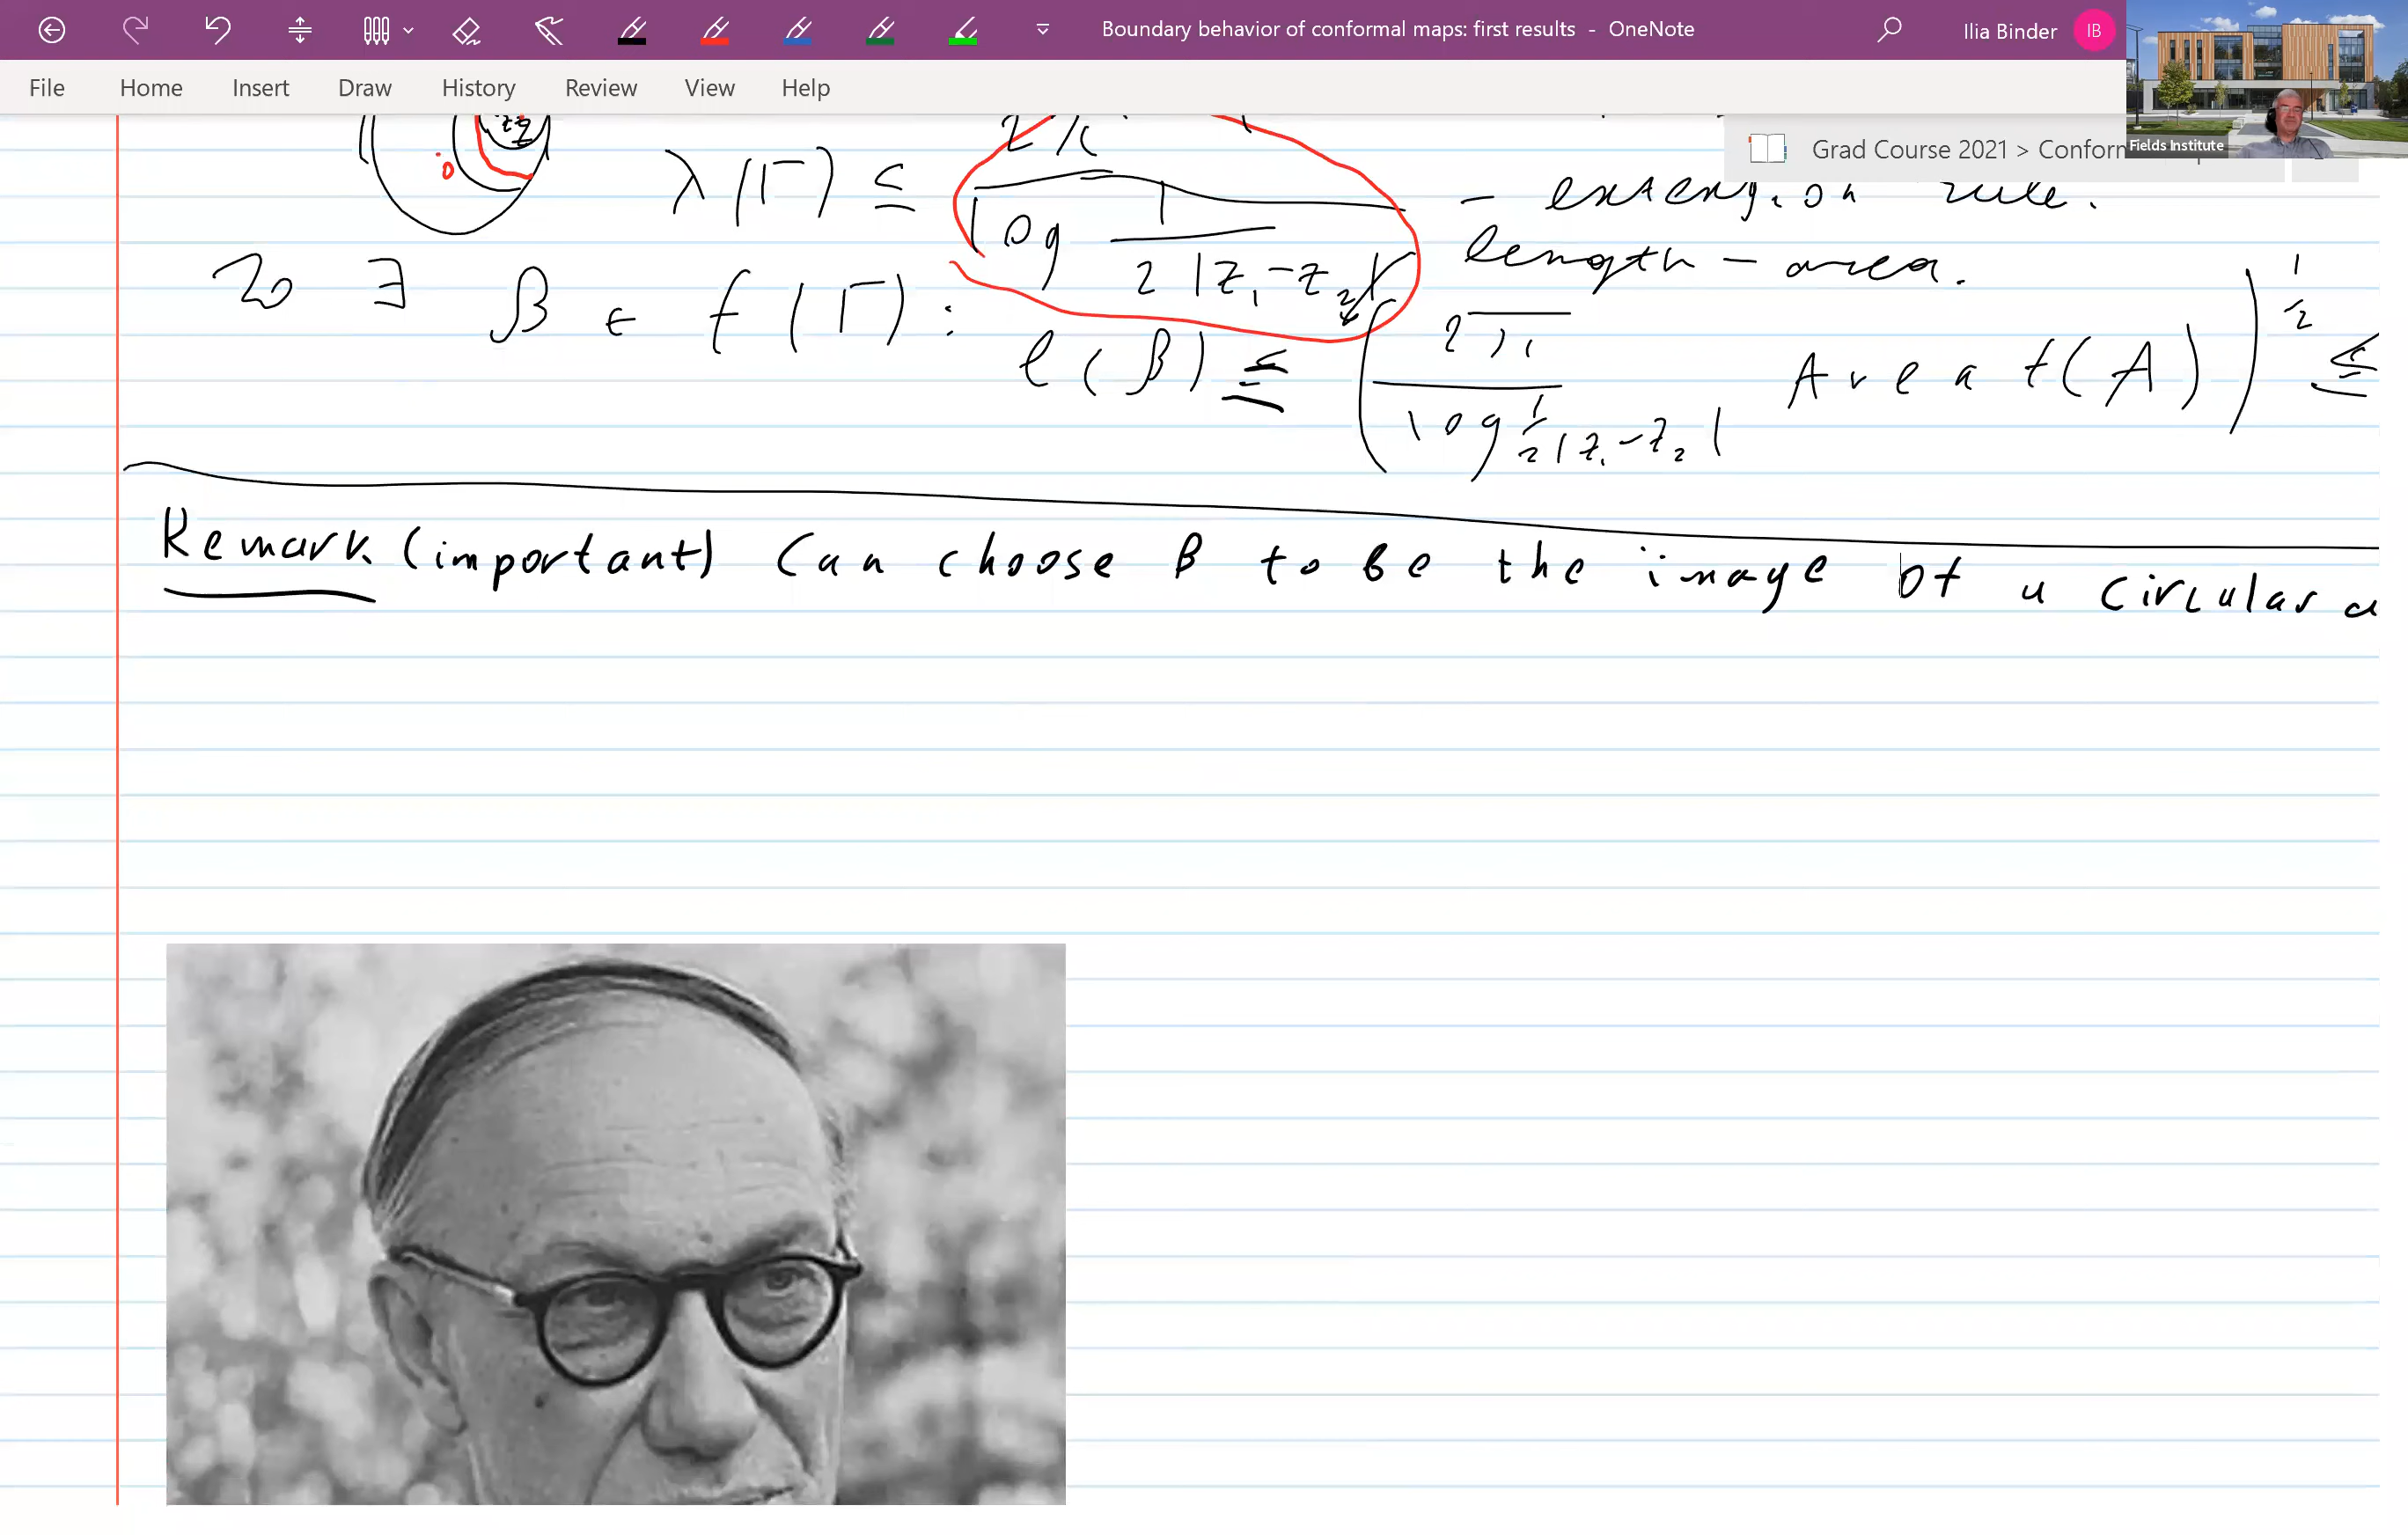 Boundary behavior of conformal maps: first results - OneNote
Ilia Binder
IB
File Home Insert Draw History Review View Help
Grad Course 2021 > Conform
Fields Institute
λ(Γ) ≤ 2π / log 1 / 2|z₁-z₂| - extension rule.
length-area.
∃ β ∈ f(Γ):
ℓ(β) ≤ (2π / log 1/2|z₁-z₂| Area f(A))^1/2 ≤
Remark (important) Can choose β to be the image of a circular a